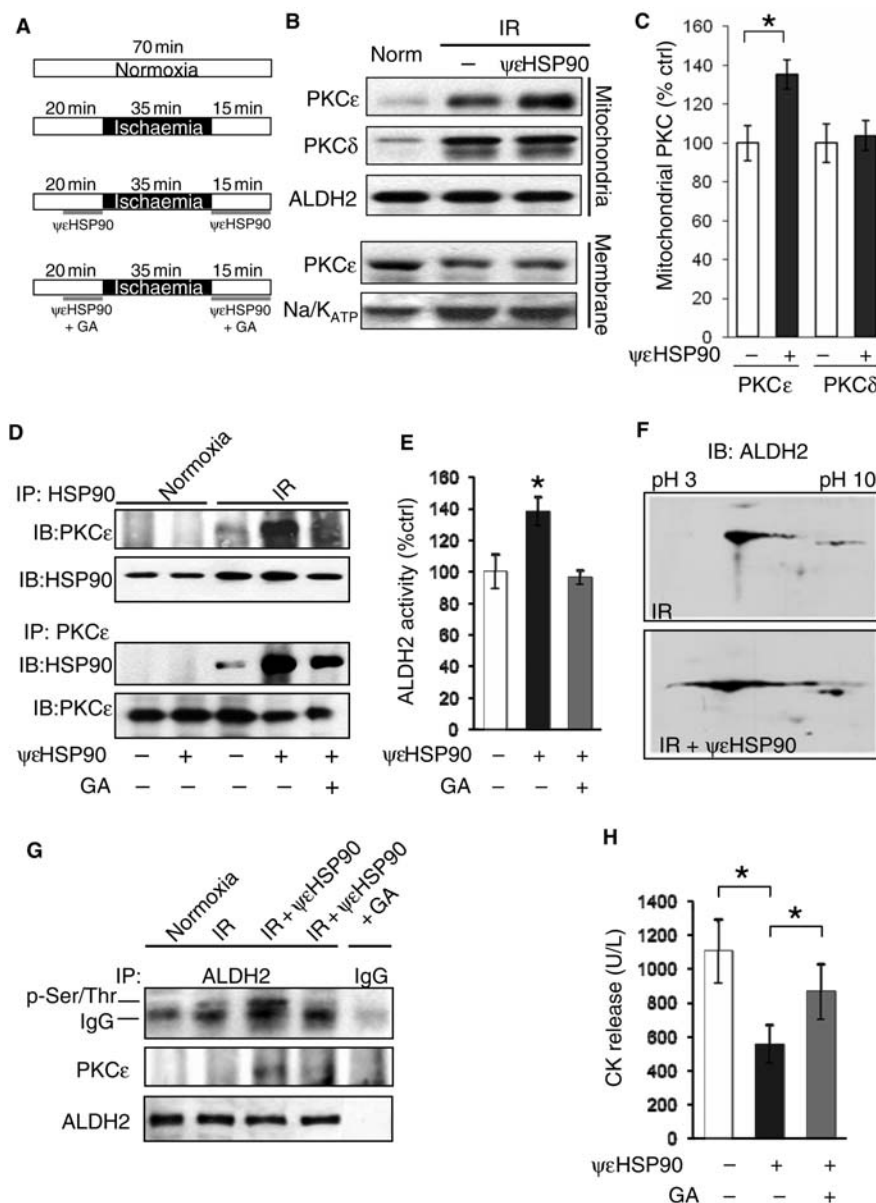 A
70 min
Normoxia
20 min 35 min 15 min
Ischaemia
20 min 35 min 15 min
Ischaemia
ψεHSP90 ψεHSP90
20 min 35 min 15 min
Ischaemia
ψεHSP90 ψεHSP90
+ GA + GA
B
IR
Norm – ψεHSP90
PKCε
PKCδ
ALDH2
Mitochondria
PKCε
Na/KATP
Membrane
C
*
Mitochondrial PKC (% ctrl)
160
140
120
100
80
60
40
20
0
ψεHSP90 – + – +
PKCε PKCδ
D
Normoxia IR
IP: HSP90
IB:PKCε
IB:HSP90
IP: PKCε
IB:HSP90
IB:PKCε
ψεHSP90 – + – + +
GA – – – – +
E
*
ALDH2 activity (%ctrl)
160
140
120
100
80
60
40
20
0
ψεHSP90 – + +
GA – – +
F
IB: ALDH2
pH 3 pH 10
IR
IR + ψεHSP90
G
Normoxia
IR
IR + ψεHSP90
IR + ψεHSP90
+ GA
IP: ALDH2 IgG
p-Ser/Thr
IgG
PKCε
ALDH2
H
* *
CK release (U/L)
1400
1200
1000
800
600
400
200
0
ψεHSP90 – + +
GA – – +